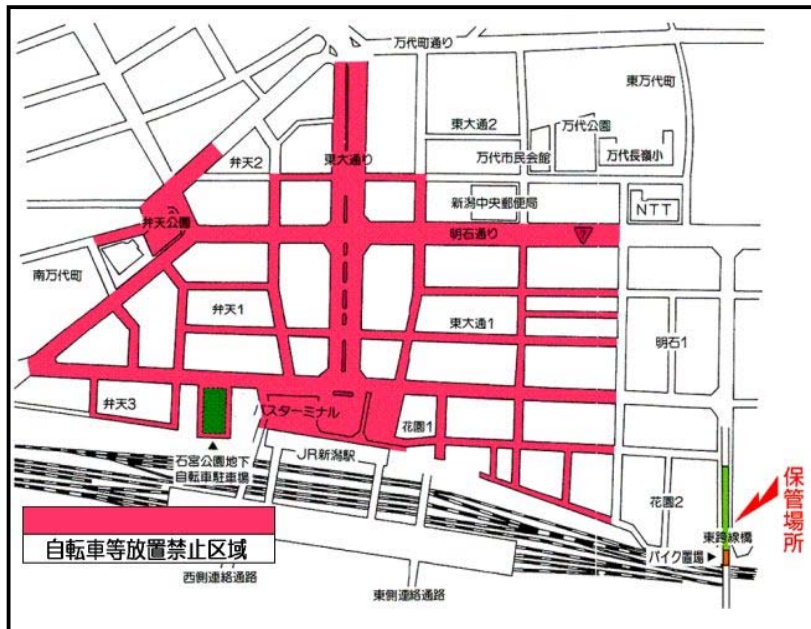 万代町通り
東万代町
東大通2
万代公園
弁天2
東大通り
万代市民会館
万代長嶺小
新潟中央郵便局
NTT
弁天公園
明石通り
南万代町
弁天1
東大通1
明石1
弁天3
バスターミナル
花園1
石宮公園地下
自転車駐車場
JR新潟駅
花園2
保管場所
東跨線橋
バイク置場
自転車等放置禁止区域
西側連絡通路
東側連絡通路